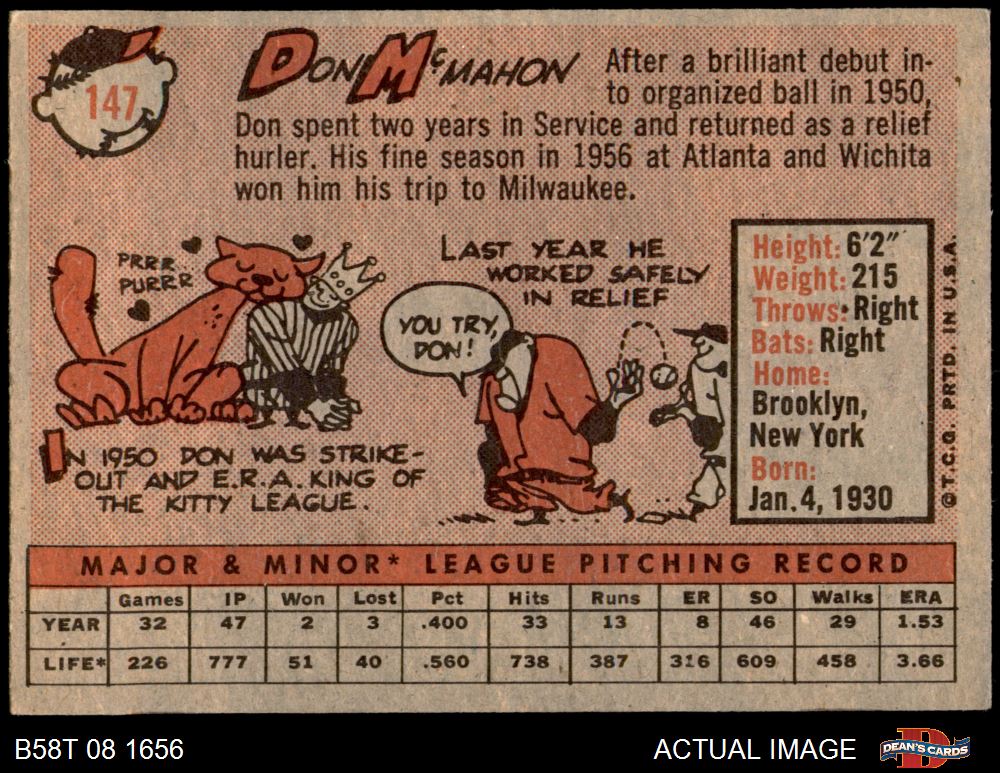 147
DON McMAHON
After a brilliant debut in-
to organized ball in 1950,
Don spent two years in Service and returned as a relief
hurler. His fine season in 1956 at Atlanta and Wichita
won him his trip to Milwaukee.
PRRR
PURRR
IN 1950 DON WAS STRIKE-
OUT AND E.R.A. KING OF
THE KITTY LEAGUE.
LAST YEAR HE
WORKED SAFELY
IN RELIEF
YOU TRY,
DON!
Height: 6'2"
Weight: 215
Throws: Right
Bats: Right
Home:
Brooklyn,
New York
Born:
Jan. 4, 1930
© T.C.G. PRTD. IN U.S.A.
MAJOR & MINOR* LEAGUE PITCHING RECORD
Games IP Won Lost Pct Hits Runs ER SO Walks ERA
YEAR 32 47 2 3 .400 33 13 8 46 29 1.53
LIFE* 226 777 51 40 .560 738 387 316 609 458 3.66
B58T 08 1656
ACTUAL IMAGE
DEAN'S CARDS